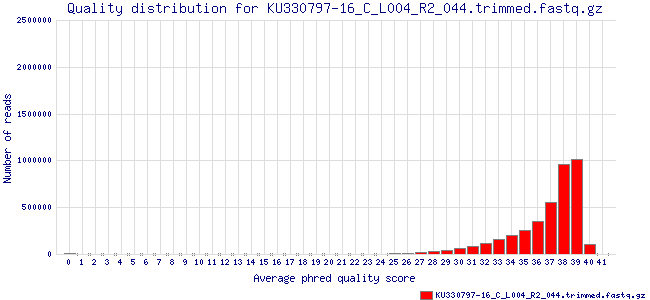 Quality distribution for KU330797-16_C_L004_R2_044.trimmed.fastq.gz
2500000
2000000
1500000
1000000
500000
0
Number of reads
0 1 2 3 4 5 6 7 8 9 10 11 12 13 14 15 16 17 18 19 20 21 22 23 24 25 26 27 28 29 30 31 32 33 34 35 36 37 38 39 40 41
Average phred quality score
KU330797-16_C_L004_R2_044.trimmed.fastq.gz